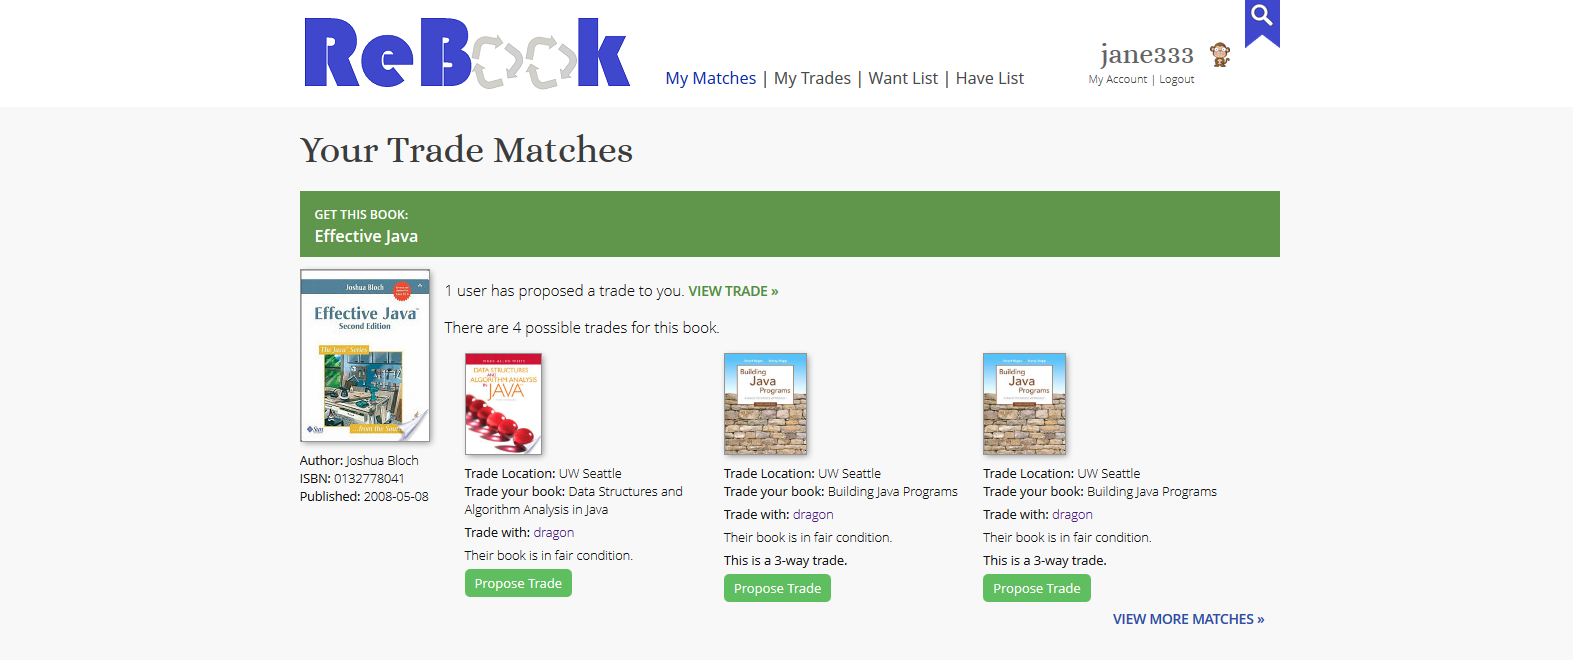 ReBook
My Matches | My Trades | Want List | Have List
jane333
My Account | Logout
Your Trade Matches
GET THIS BOOK:
Effective Java
Joshua Bloch
Effective Java
Second Edition
The Java Series
...from the Source
Sun
Author: Joshua Bloch
ISBN: 0132778041
Published: 2008-05-08
1 user has proposed a trade to you. VIEW TRADE »
There are 4 possible trades for this book.
MARK ALLEN WEISS
DATA STRUCTURES
AND
ALGORITHM ANALYSIS
IN JAVA
Trade Location: UW Seattle
Trade your book: Data Structures and
Algorithm Analysis in Java
Trade with: dragon
Their book is in fair condition.
Propose Trade
Building
Java
Programs
Trade Location: UW Seattle
Trade your book: Building Java Programs
Trade with: dragon
Their book is in fair condition.
This is a 3-way trade.
Propose Trade
Building
Java
Programs
Trade Location: UW Seattle
Trade your book: Building Java Programs
Trade with: dragon
Their book is in fair condition.
This is a 3-way trade.
Propose Trade
VIEW MORE MATCHES »